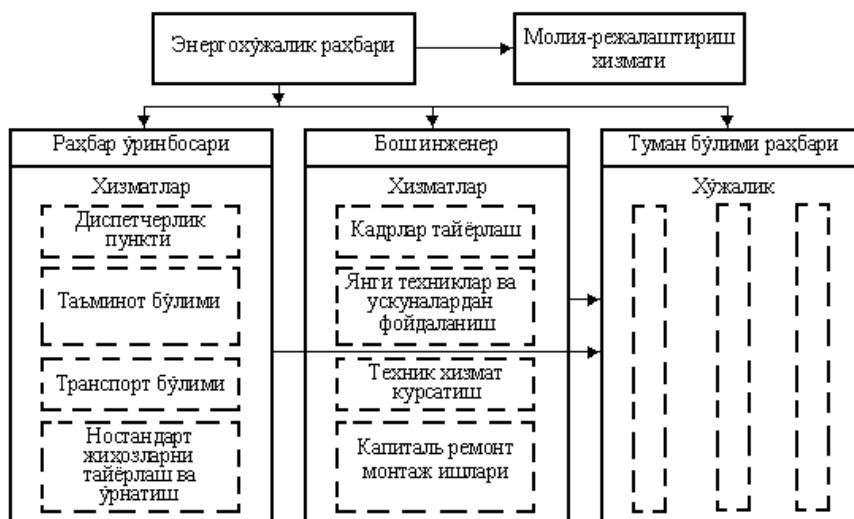 Энергохўжалик раҳбари
Молия-режалаштириш
хизмати
Раҳбар ўринбосари
Бош инженер
Туман бўлими раҳбари
Хизматлар
Диспетчерлик
пункти
Таъминот бўлими
Транспорт бўлими
Ностандарт
жиҳозларни
тайёрлаш ва
ўрнатиш
Хизматлар
Кадрлар тайёрлаш
Янги техниклар ва
ускуналардан
фойдаланиш
Техник хизмат
курсатиш
Капиталь ремонт
монтаж ишлари
Хўжалик